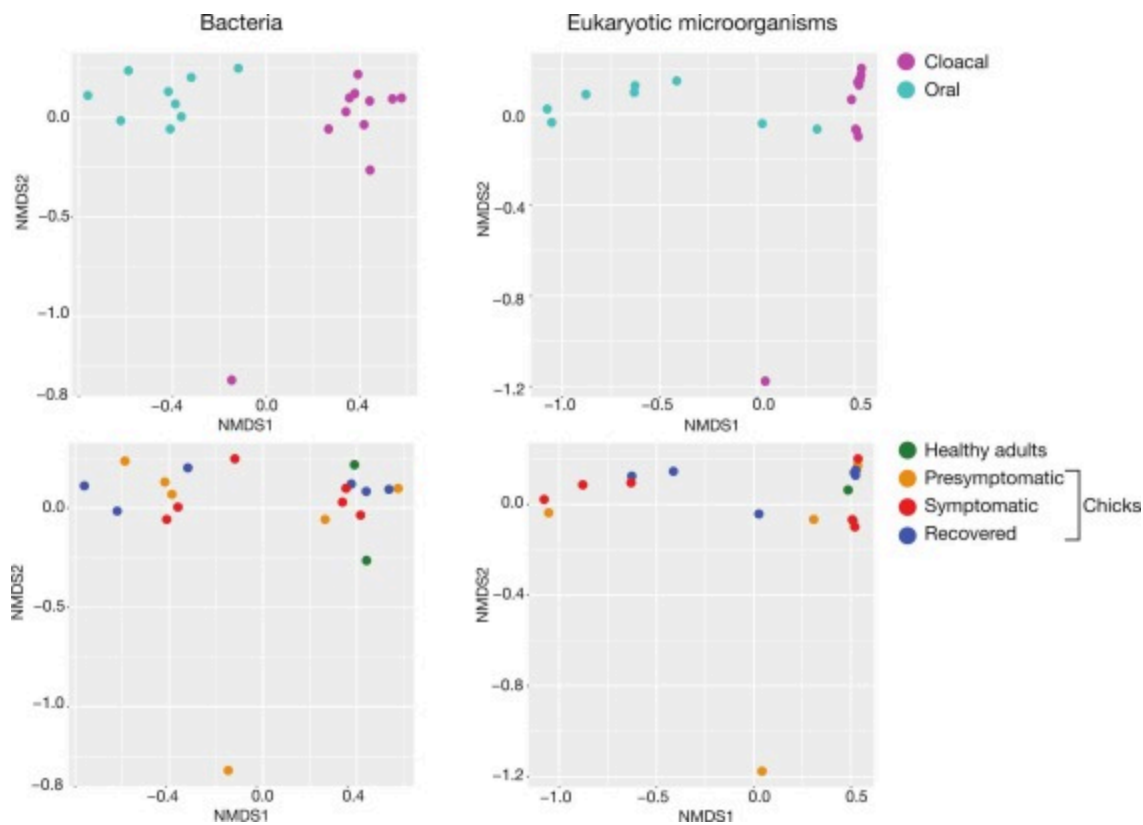 Bacteria
Eukaryotic microorganisms
Cloacal
Oral
NMDS2
0.0
−0.5
−1.0
−0.8
−0.4
0.0
0.4
NMDS1
NMDS2
0.0
−0.4
−0.8
−1.2
−1.0
−0.5
0.0
0.5
NMDS1
NMDS2
0.0
−0.5
−1.0
−0.8
−0.4
0.0
0.4
NMDS1
NMDS2
0.0
−0.4
−0.8
−1.2
−1.0
−0.5
0.0
0.5
NMDS1
Healthy adults
Presymptomatic
Symptomatic
Recovered
Chicks